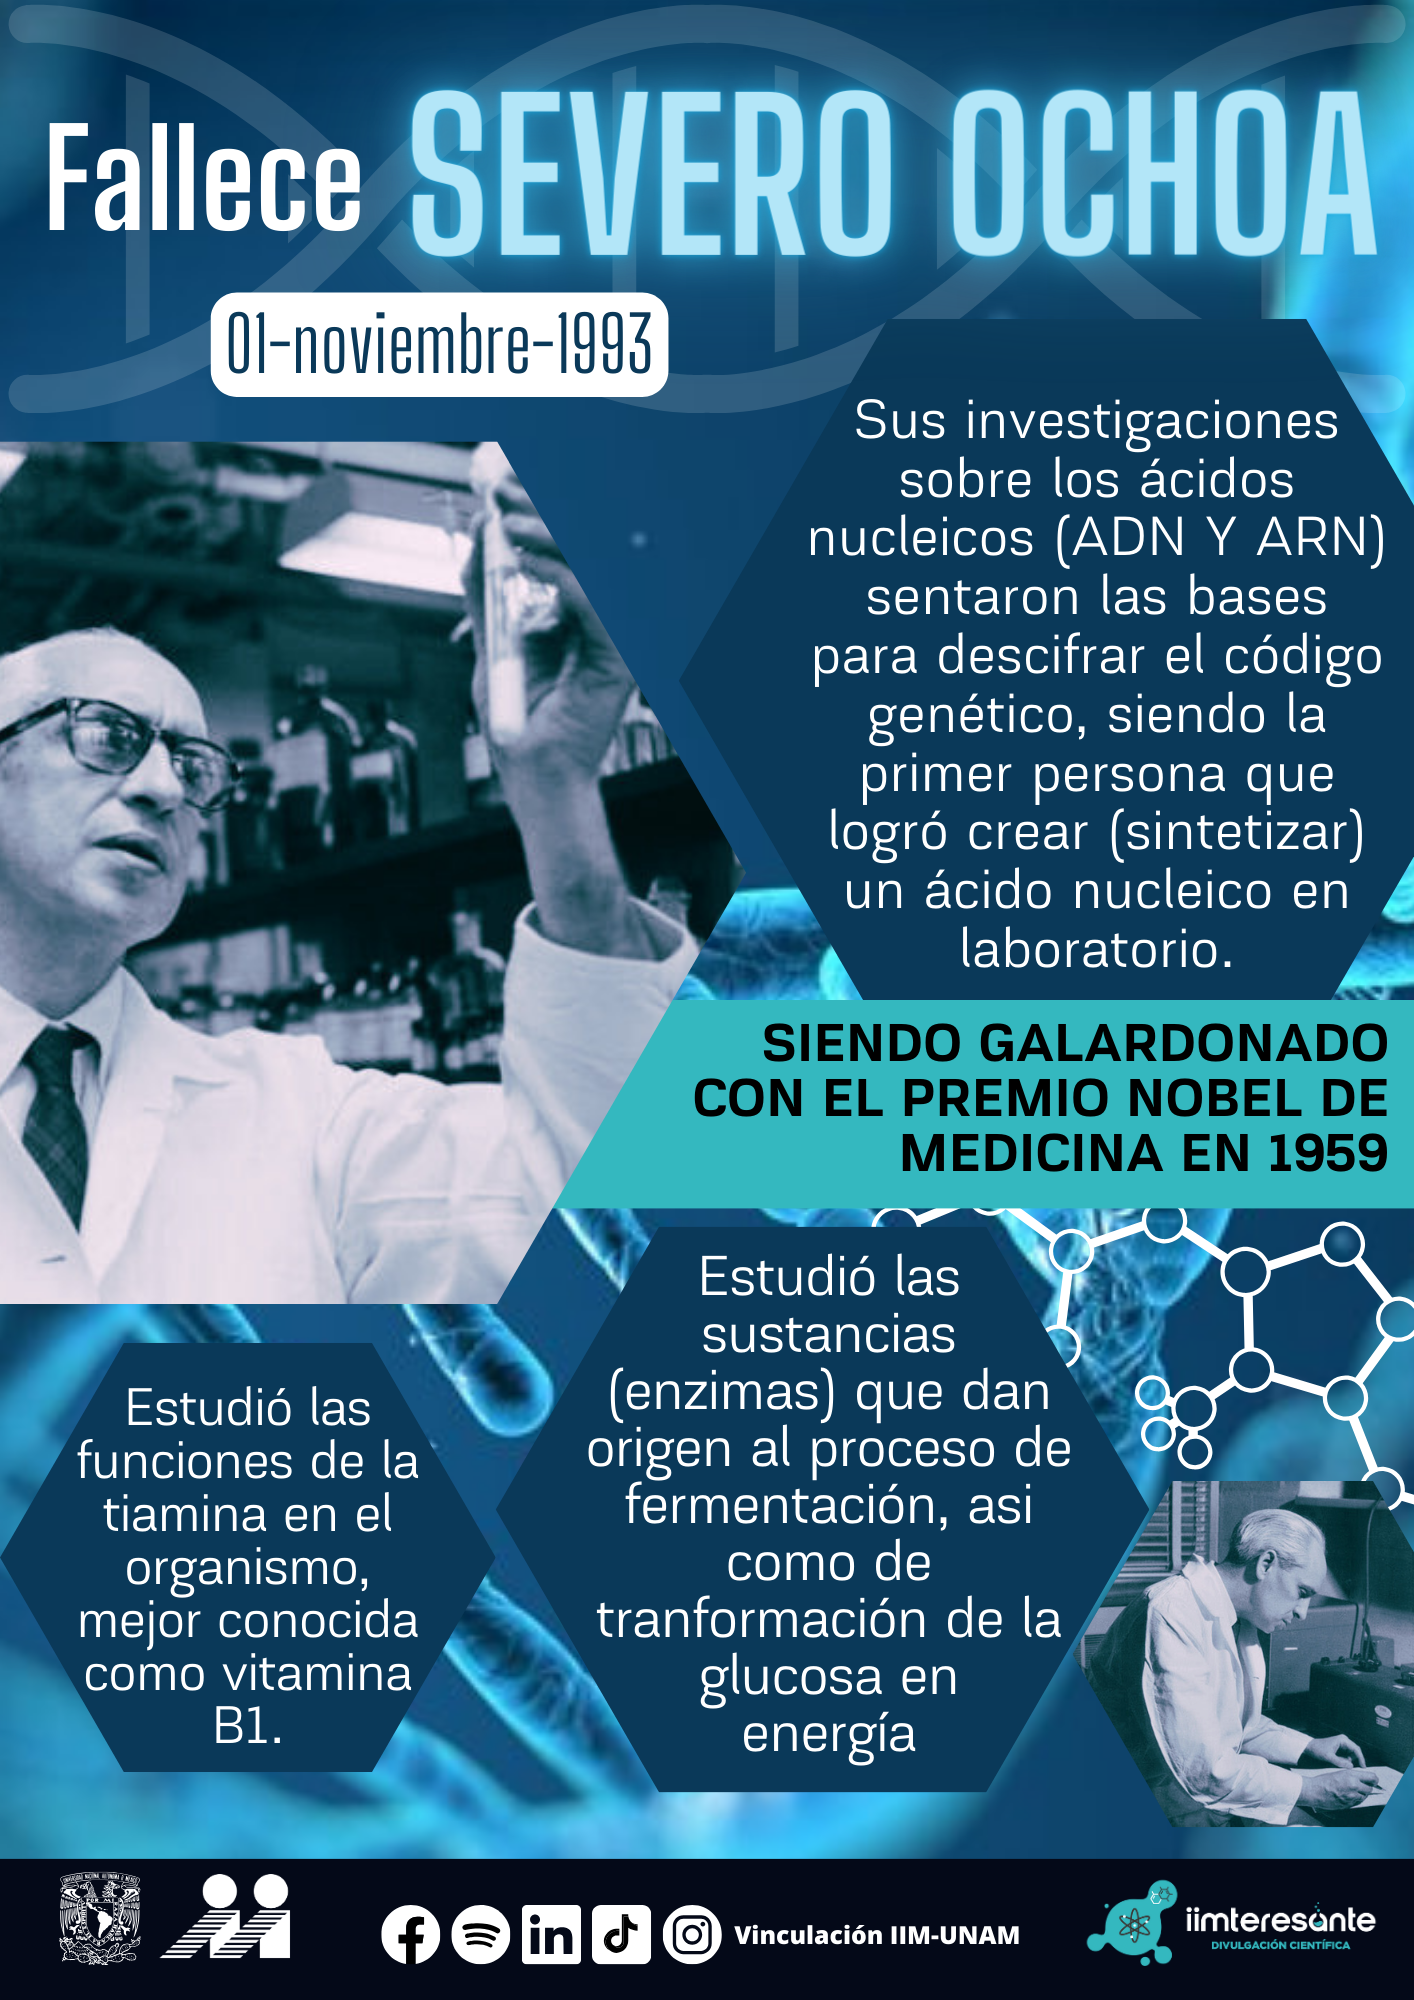 Fallece SEVERO OCHOA
01-noviembre-1993
Sus investigaciones
sobre los ácidos
nucleicos (ADN Y ARN)
sentaron las bases
para descifrar el código
genético, siendo la
primer persona que
logró crear (sintetizar)
un ácido nucleico en
laboratorio.
SIENDO GALARDONADO
CON EL PREMIO NOBEL DE
MEDICINA EN 1959
Estudió las
sustancias
(enzimas) que dan
origen al proceso de
fermentación, asi
como de
tranformación de la
glucosa en
energía
Estudió las
funciones de la
tiamina en el
organismo,
mejor conocida
como vitamina
B1.
Vinculación IIM-UNAM
iimteresante
DIVULGACIÓN CIENTÍFICA